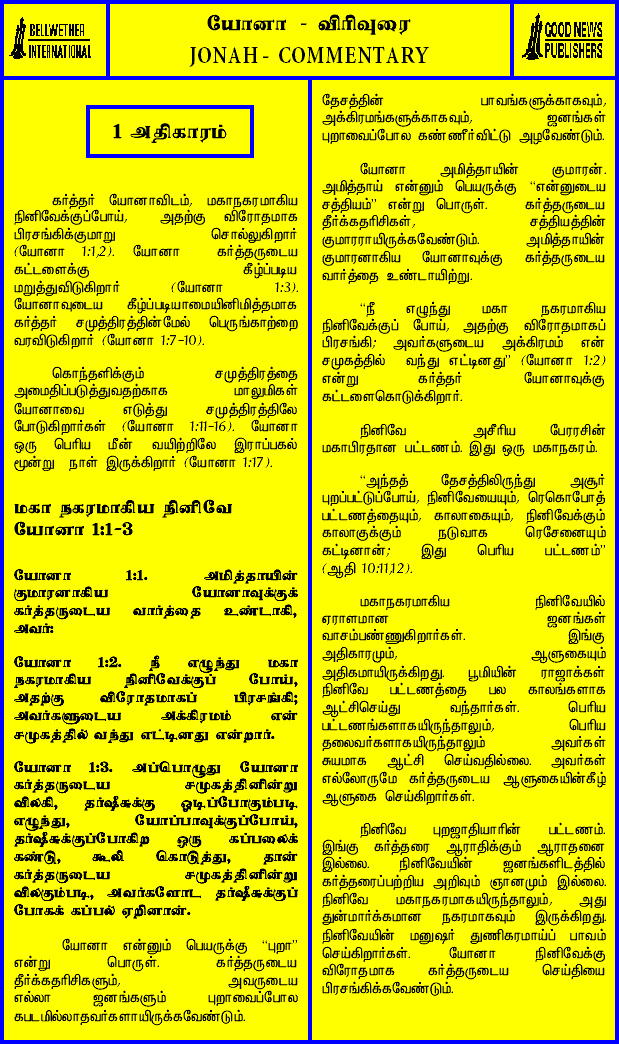 BELLWETHER
INTERNATIONAL
யோனா - விரிவுரை
JONAH - COMMENTARY
GOOD NEWS
PUBLISHERS
1 அதிகாரம்
கர்த்தர் யோனாவிடம், மகாநகரமாகிய
நினிவேக்குப்போய், அதற்கு விரோதமாக
பிரசங்கிக்குமாறு சொல்லுகிறார்
(யோனா 1:1,2). யோனா கர்த்தருடைய
கட்டளைக்கு கீழ்ப்படிய
மறுத்துவிடுகிறார் (யோனா 1:3).
யோனாவுடைய கீழ்ப்படியாமையினிமித்தமாக
கர்த்தர் சமுத்திரத்தின்மேல் பெருங்காற்றை
வரவிடுகிறார் (யோனா 1:7-10).
கொந்தளிக்கும் சமுத்திரத்தை
அமைதிப்படுத்துவதற்காக மாலுமிகள்
யோனாவை எடுத்து சமுத்திரத்திலே
போடுகிறார்கள் (யோனா 1:11-16). யோனா
ஒரு பெரிய மீன் வயிற்றிலே இராப்பகல்
மூன்று நாள் இருக்கிறார் (யோனா 1:17).
மகா நகரமாகிய நினிவே
யோனா 1:1-3
யோனா 1:1. அமித்தாயின்
குமாரனாகிய யோனாவுக்குக்
கர்த்தருடைய வார்த்தை உண்டாகி,
அவர்:
யோனா 1:2. நீ எழுந்து மகா
நகரமாகிய நினிவேக்குப் போய்,
அதற்கு விரோதமாகப் பிரசங்கி;
அவர்களுடைய அக்கிரமம் என்
சமுகத்தில் வந்து எட்டினது என்றார்.
யோனா 1:3. அப்பொழுது யோனா
கர்த்தருடைய சமுகத்தினின்று
விலகி, தர்ஷீசுக்கு ஓடிப்போகும்படி
எழுந்து, யோப்பாவுக்குப்போய்,
தர்ஷீசுக்குப்போகிற ஒரு கப்பலைக்
கண்டு, கூலி கொடுத்து, தான்
கர்த்தருடைய சமுகத்தினின்று
விலகும்படி, அவர்களோட தர்ஷீசுக்குப்
போகக் கப்பல் ஏறினான்.
யோனா என்னும் பெயருக்கு “புறா”
என்று பொருள். கர்த்தருடைய
தீர்க்கதரிசிகளும், அவருடைய
எல்லா ஜனங்களும் புறாவைப்போல
கபடமில்லாதவர்களாயிருக்கவேண்டும்.
தேசத்தின் பாவங்களுக்காகவும்,
அக்கிரமங்களுக்காகவும், ஜனங்கள்
புறாவைப்போல கண்ணீர்விட்டு அழவேண்டும்.
யோனா அமித்தாயின் குமாரன்.
அமித்தாய் என்னும் பெயருக்கு “என்னுடைய
சத்தியம்” என்று பொருள். கர்த்தருடைய
தீர்க்கதரிசிகள், சத்தியத்தின்
குமாரராயிருக்கவேண்டும். அமித்தாயின்
குமாரனாகிய யோனாவுக்கு கர்த்தருடைய
வார்த்தை உண்டாயிற்று.
“நீ எழுந்து மகா நகரமாகிய
நினிவேக்குப் போய், அதற்கு விரோதமாகப்
பிரசங்கி; அவர்களுடைய அக்கிரமம் என்
சமுகத்தில் வந்து எட்டினது” (யோனா 1:2)
என்று கர்த்தர் யோனாவுக்கு
கட்டளைகொடுக்கிறார்.
நினிவே அசீரிய பேரரசின்
மகாபிரதான பட்டணம். இது ஒரு மகாநகரம்.
“அந்தத் தேசத்திலிருந்து அசூர்
புறப்பட்டுப்போய், நினிவேயையும், ரெகொபோத்
பட்டணத்தையும், காலாகையும், நினிவேக்கும்
காலாகுக்கும் நடுவாக ரெசேனையும்
கட்டினான்; இது பெரிய பட்டணம்”
(ஆதி 10:11,12).
மகாநகரமாகிய நினிவேயில்
ஏராளமான ஜனங்கள்
வாசம்பண்ணுகிறார்கள். இங்கு
அதிகாரமும், ஆளுகையும்
அதிகமாயிருக்கிறது. பூமியின் ராஜாக்கள்
நினிவே பட்டணத்தை பல காலங்களாக
ஆட்சிசெய்து வந்தார்கள். பெரிய
பட்டணங்களாகயிருந்தாலும், பெரிய
தலைவர்களாகயிருந்தாலும் அவர்கள்
சுயமாக ஆட்சி செய்வதில்லை. அவர்கள்
எல்லோருமே கர்த்தருடைய ஆளுகையின்கீழ்
ஆளுகை செய்கிறார்கள்.
நினிவே புறஜாதியாரின் பட்டணம்.
இங்கு கர்த்தரை ஆராதிக்கும் ஆராதனை
இல்லை. நினிவேயின் ஜனங்களிடத்தில்
கர்த்தரைப்பற்றிய அறிவும் ஞானமும் இல்லை.
நினிவே மகாநகரமாகயிருந்தாலும், அது
துன்மார்க்கமான நகரமாகவும் இருக்கிறது.
நினிவேயின் மனுஷர் துணிகரமாய்ப் பாவம்
செய்கிறார்கள். யோனா நினிவேக்கு
விரோதமாக கர்த்தருடைய செய்தியை
பிரசங்கிக்கவேண்டும்.